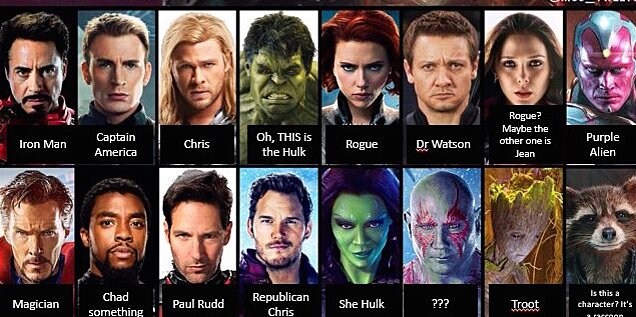 Iron Man
Captain
America
Chris
Oh, THIS is
the Hulk
Rogue
Dr Watson
Rogue?
Maybe the
other one is
Jean
Purple
Alien
Magician
Chad
something
Paul Rudd
Republican
Chris
She Hulk
???
Troot
Is this a
character? It's
a raccoon